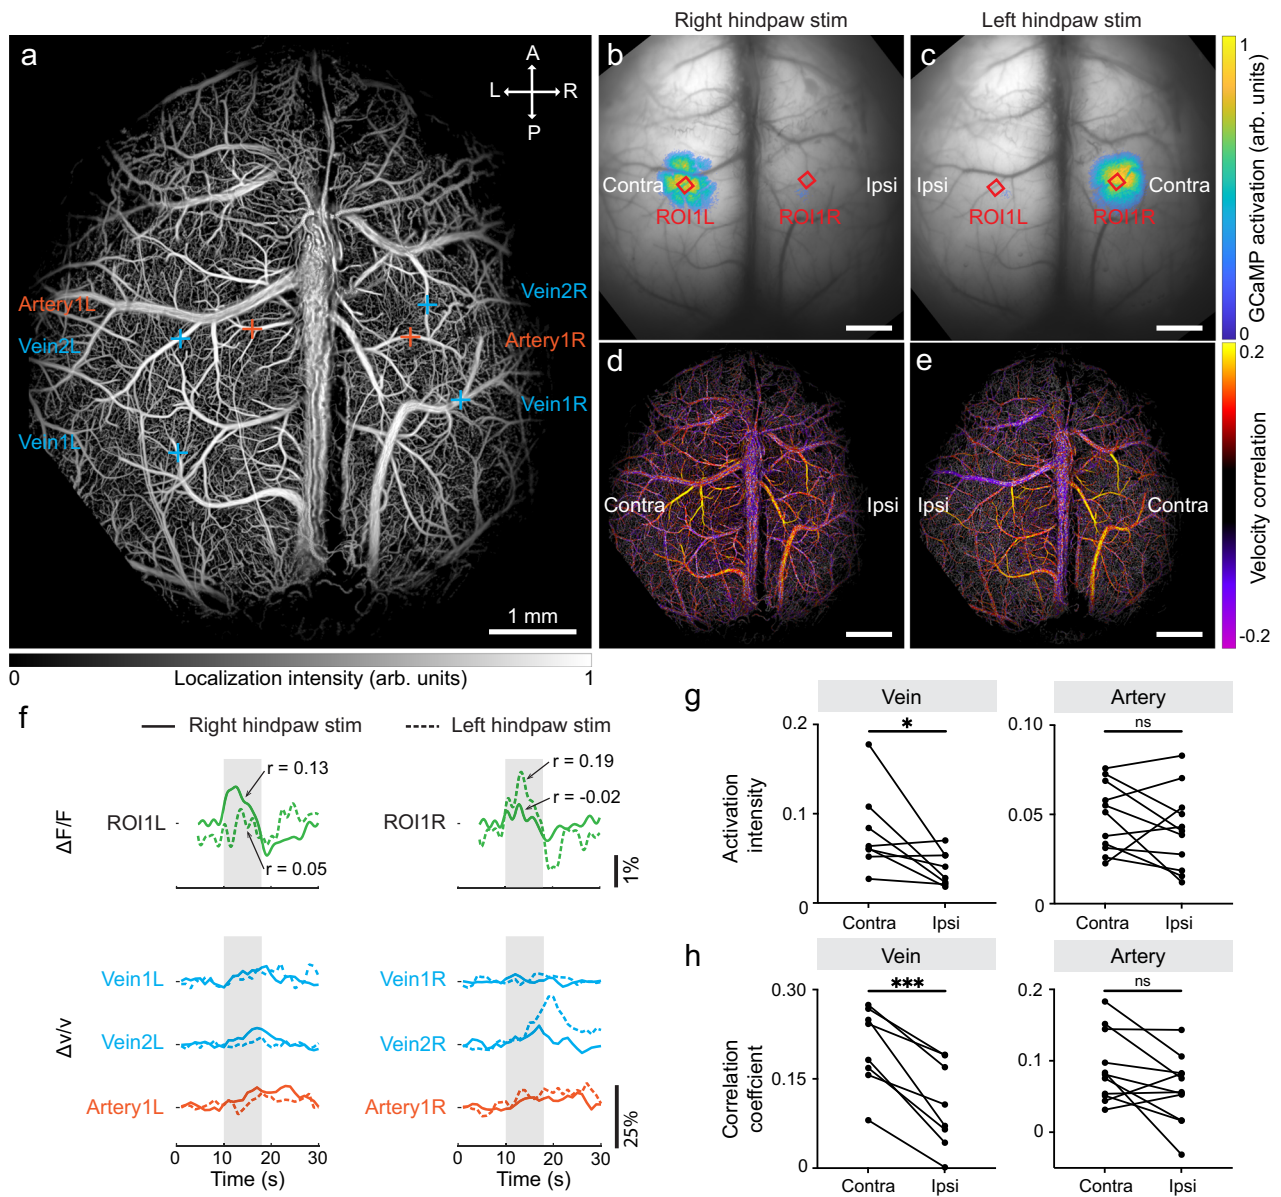 Right hindpaw stim
Left hindpaw stim
a
A
L
R
P
Artery1L
Vein2L
Vein1L
Vein2R
Artery1R
Vein1R
1 mm
0
1
Localization intensity (arb. units)
b
Contra
Ipsi
ROI1L
ROI1R
c
Ipsi
Contra
ROI1L
ROI1R
1
0
GCaMP activation (arb. units)
d
Contra
Ipsi
e
Ipsi
Contra
0.2
-0.2
Velocity correlation
f
Right hindpaw stim
Left hindpaw stim
ΔF/F
ROI1L
r = 0.13
r = 0.05
ROI1R
r = 0.19
r = -0.02
1%
Δv/v
Vein1L
Vein2L
Artery1L
Vein1R
Vein2R
Artery1R
25%
0 10 20 30
Time (s)
0 10 20 30
Time (s)
g
Vein
Artery
Activation
intensity
0.2
0.1
0
*
Contra Ipsi
0.10
0.05
0
ns
Contra Ipsi
h
Vein
Artery
Correlation
coeffcient
0.30
0.15
0
***
Contra Ipsi
0.2
0.1
0
ns
Contra Ipsi